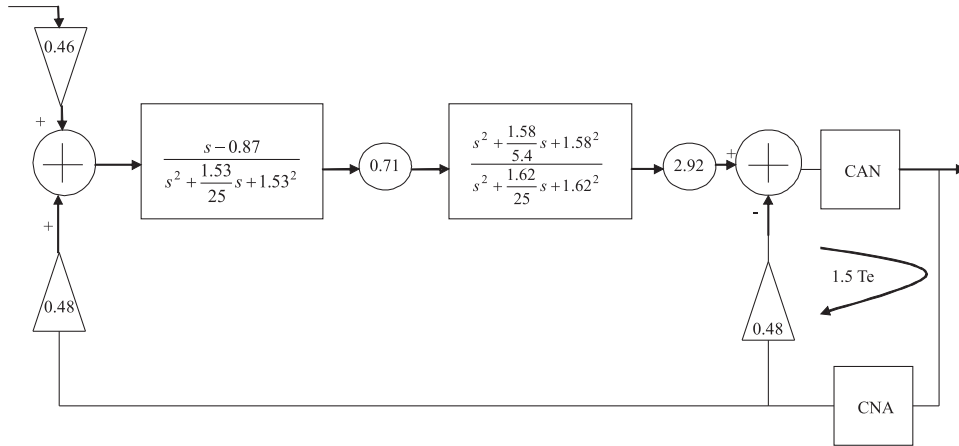 0.46
+
s − 0.87
s² + 1.53/25 s + 1.53²
0.71
s² + 1.58/5.4 s + 1.58²
s² + 1.62/25 s + 1.62²
2.92
+
CAN
+
-
0.48
0.48
1.5 Te
CNA